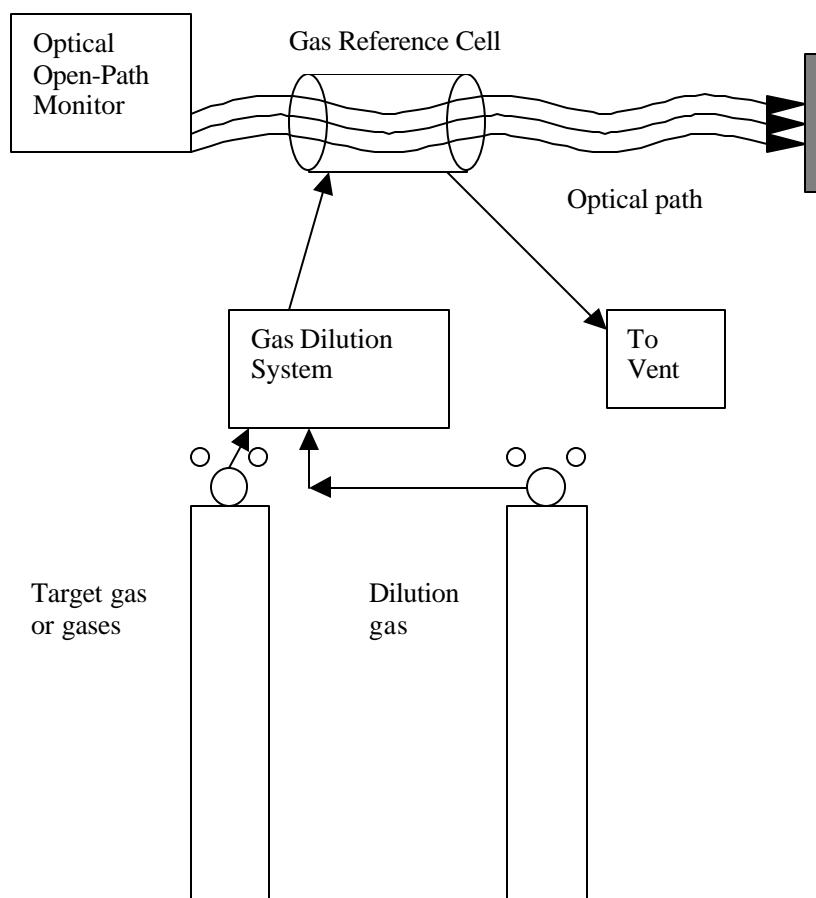 Optical
Open-Path
Monitor
Gas Reference Cell
Optical path
Gas Dilution
System
To
Vent
Target gas
or gases
Dilution
gas